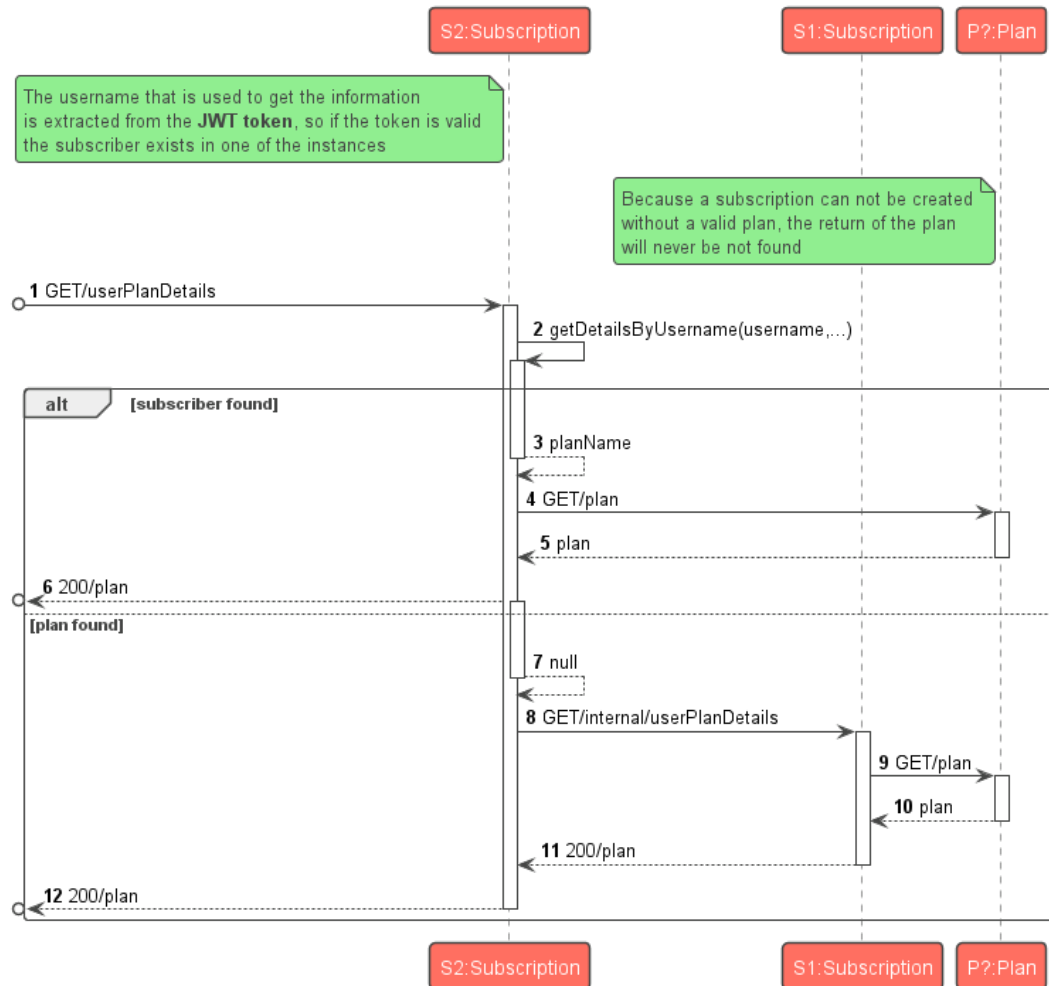 S2:Subscription
S1:Subscription
P?:Plan
The username that is used to get the information
is extracted from the JWT token, so if the token is valid
the subscriber exists in one of the instances
Because a subscription can not be created
without a valid plan, the return of the plan
will never be not found
1 GET/userPlanDetails
2 getDetailsByUsername(username,...)
alt [subscriber found]
3 planName
4 GET/plan
5 plan
6 200/plan
[plan found]
7 null
8 GET/internal/userPlanDetails
9 GET/plan
10 plan
11 200/plan
12 200/plan
S2:Subscription
S1:Subscription
P?:Plan